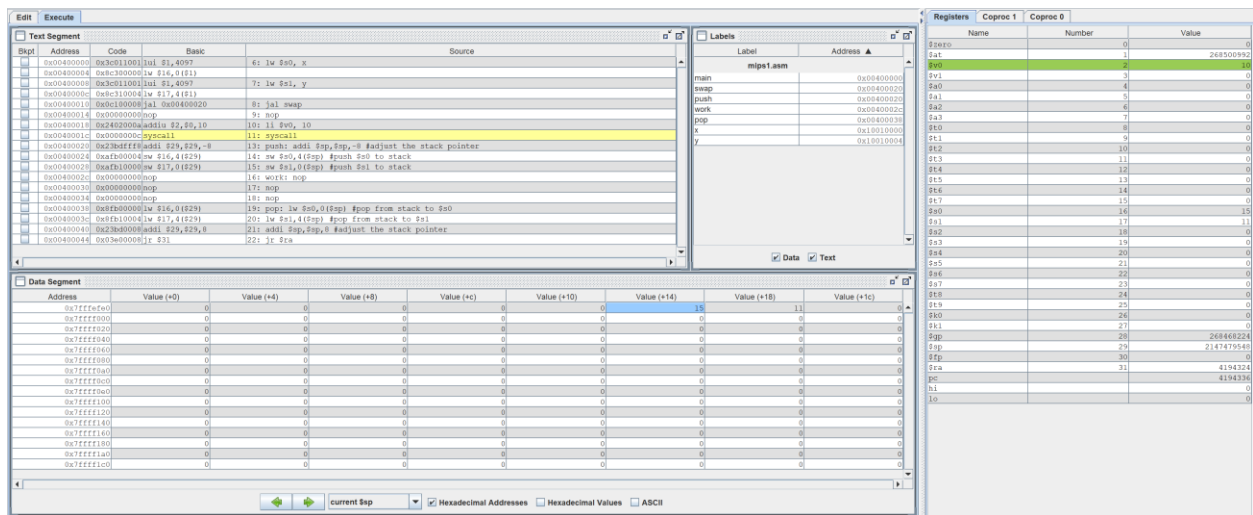 Edit Execute
Text Segment
Bkpt Address Code Basic Source
0x00400000 0x3c011001 lui $1,4097 6: lw $s0, x
0x00400004 0x8c300000 lw $16,0($1)
0x00400008 0x3c011001 lui $1,4097 7: lw $s1, y
0x0040000c 0x8c310004 lw $17,4($1)
0x00400010 0x0c100008 jal 0x00400020 8: jal swap
0x00400014 0x00000000 nop 9: nop
0x00400018 0x2402000a addiu $2,$0,10 10: li $v0, 10
0x0040001c 0x0000000c syscall 11: syscall
0x00400020 0x23bdfff8 addi $29,$29,-8 13: push: addi $sp,$sp,-8 #adjust the stack pointer
0x00400024 0xafb00004 sw $16,4($29) 14: sw $s0,4($sp) #push $s0 to stack
0x00400028 0xafb10000 sw $17,0($29) 15: sw $s1,0($sp) #push $s1 to stack
0x0040002c 0x00000000 nop 16: work: nop
0x00400030 0x00000000 nop 17: nop
0x00400034 0x00000000 nop 18: nop
0x00400038 0x8fb00000 lw $16,0($29) 19: pop: lw $s0,0($sp) #pop from stack to $s0
0x0040003c 0x8fb10004 lw $17,4($29) 20: lw $s1,4($sp) #pop from stack to $s1
0x00400040 0x23bd0008 addi $29,$29,8 21: addi $sp,$sp,8 #adjust the stack pointer
0x00400044 0x03e00008 jr $31 22: jr $ra
Labels
Label Address ▲
mips1.asm
main 0x00400000
swap 0x00400020
push 0x00400020
work 0x0040002c
pop 0x00400038
x 0x10010000
y 0x10010004
Data Text
Data Segment
Address Value (+0) Value (+4) Value (+8) Value (+c) Value (+10) Value (+14) Value (+18) Value (+1c)
0x7fffefe0 0 0 0 0 0 15 11 0
0x7ffff000 0 0 0 0 0 0 0 0
0x7ffff020 0 0 0 0 0 0 0 0
0x7ffff040 0 0 0 0 0 0 0 0
0x7ffff060 0 0 0 0 0 0 0 0
0x7ffff080 0 0 0 0 0 0 0 0
0x7ffff0a0 0 0 0 0 0 0 0 0
0x7ffff0c0 0 0 0 0 0 0 0 0
0x7ffff0e0 0 0 0 0 0 0 0 0
0x7ffff100 0 0 0 0 0 0 0 0
0x7ffff120 0 0 0 0 0 0 0 0
0x7ffff140 0 0 0 0 0 0 0 0
0x7ffff160 0 0 0 0 0 0 0 0
0x7ffff180 0 0 0 0 0 0 0 0
0x7ffff1a0 0 0 0 0 0 0 0 0
0x7ffff1c0 0 0 0 0 0 0 0 0
current $sp Hexadecimal Addresses Hexadecimal Values ASCII
Registers Coproc 1 Coproc 0
Name Number Value
$zero 0 0
$at 1 268500992
$v0 2 10
$v1 3 0
$a0 4 0
$a1 5 0
$a2 6 0
$a3 7 0
$t0 8 0
$t1 9 0
$t2 10 0
$t3 11 0
$t4 12 0
$t5 13 0
$t6 14 0
$t7 15 0
$s0 16 15
$s1 17 11
$s2 18 0
$s3 19 0
$s4 20 0
$s5 21 0
$s6 22 0
$s7 23 0
$t8 24 0
$t9 25 0
$k0 26 0
$k1 27 0
$gp 28 268468224
$sp 29 2147479548
$fp 30 0
$ra 31 4194324
pc 4194336
hi 0
lo 0